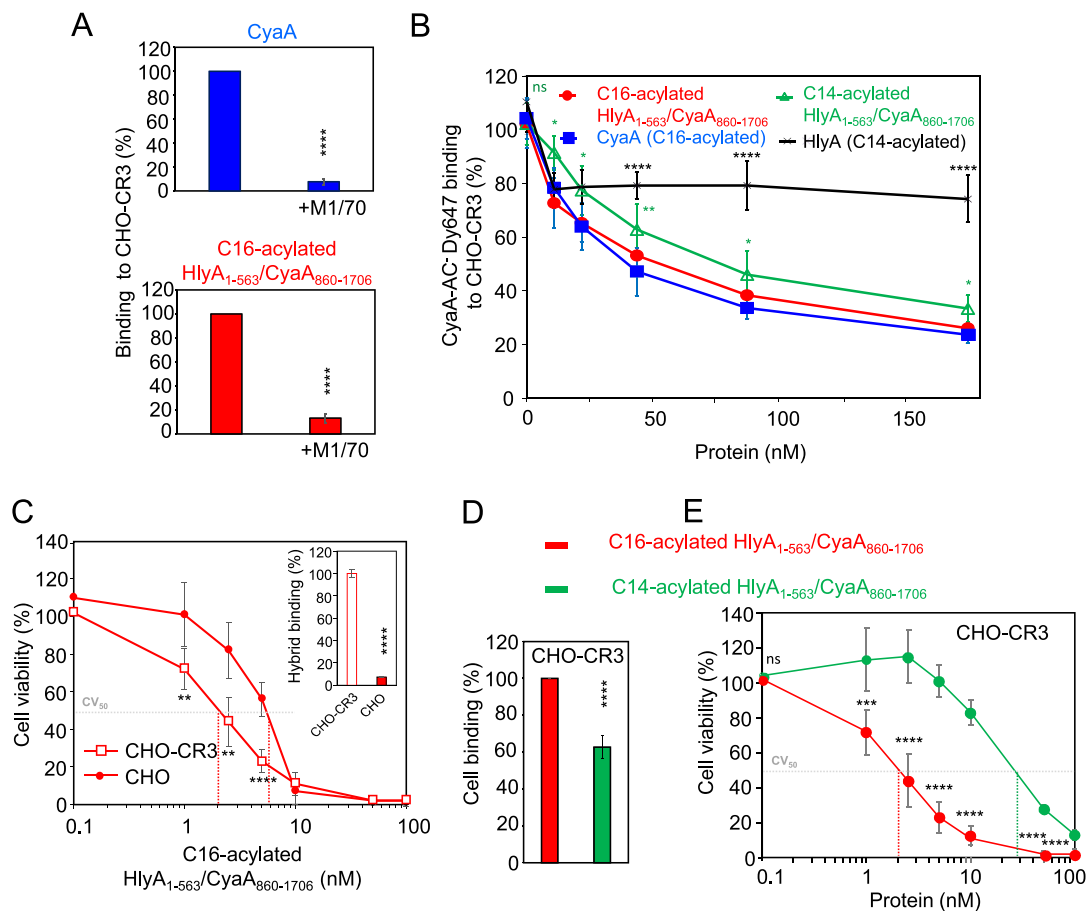 A
CyaA
120
100
80
60
40
20
0
****
+M1/70
C16-acylated
HlyA1-563/CyaA860-1706
120
100
80
60
40
20
0
****
+M1/70
Binding to CHO-CR3 (%)
B
CyaA-AC- Dy647 binding
to CHO-CR3 (%)
120
100
80
60
40
20
0
ns
C16-acylated
HlyA1-563/CyaA860-1706
CyaA (C16-acylated)
C14-acylated
HlyA1-563/CyaA860-1706
HlyA (C14-acylated)
*
*
****
****
****
**
*
*
0
50
100
150
Protein (nM)
C
Cell viability (%)
140
120
100
80
60
40
20
0
CV50
**
**
****
CHO-CR3
CHO
0.1
1
10
100
C16-acylated
HlyA1-563/CyaA860-1706 (nM)
Hybrid binding (%)
120
100
80
60
40
20
0
****
CHO-CR3
CHO
D
E
C16-acylated HlyA1-563/CyaA860-1706
C14-acylated HlyA1-563/CyaA860-1706
Cell binding (%)
120
100
80
60
40
20
0
CHO-CR3
****
Cell viability (%)
140
120
100
80
60
40
20
0
CHO-CR3
ns
CV50
***
****
****
****
****
****
0.1
1
10
100
Protein (nM)